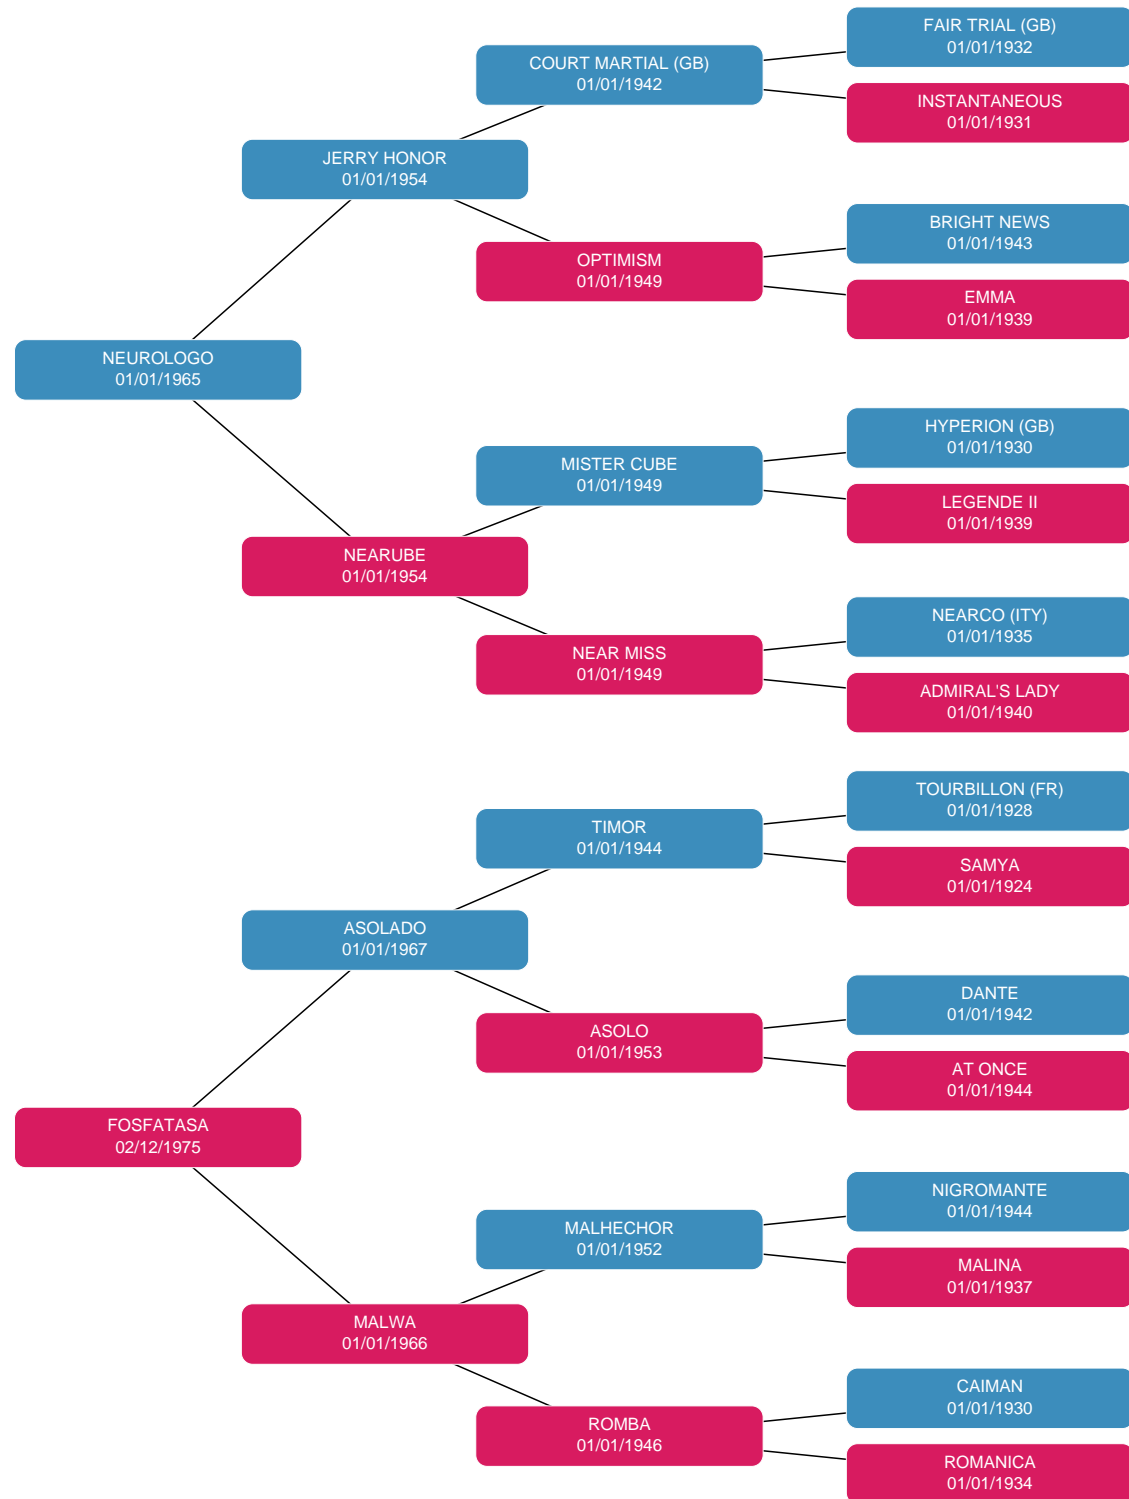 FAIR TRIAL (GB)
01/01/1932
COURT MARTIAL (GB)
01/01/1942
INSTANTANEOUS
01/01/1931
JERRY HONOR
01/01/1954
BRIGHT NEWS
01/01/1943
OPTIMISM
01/01/1949
EMMA
01/01/1939
NEUROLOGO
01/01/1965
HYPERION (GB)
01/01/1930
MISTER CUBE
01/01/1949
LEGENDE II
01/01/1939
NEARUBE
01/01/1954
NEARCO (ITY)
01/01/1935
NEAR MISS
01/01/1949
ADMIRAL'S LADY
01/01/1940
TOURBILLON (FR)
01/01/1928
TIMOR
01/01/1944
SAMYA
01/01/1924
ASOLADO
01/01/1967
DANTE
01/01/1942
ASOLO
01/01/1953
AT ONCE
01/01/1944
FOSFATASA
02/12/1975
NIGROMANTE
01/01/1944
MALHECHOR
01/01/1952
MALINA
01/01/1937
MALWA
01/01/1966
CAIMAN
01/01/1930
ROMBA
01/01/1946
ROMANICA
01/01/1934